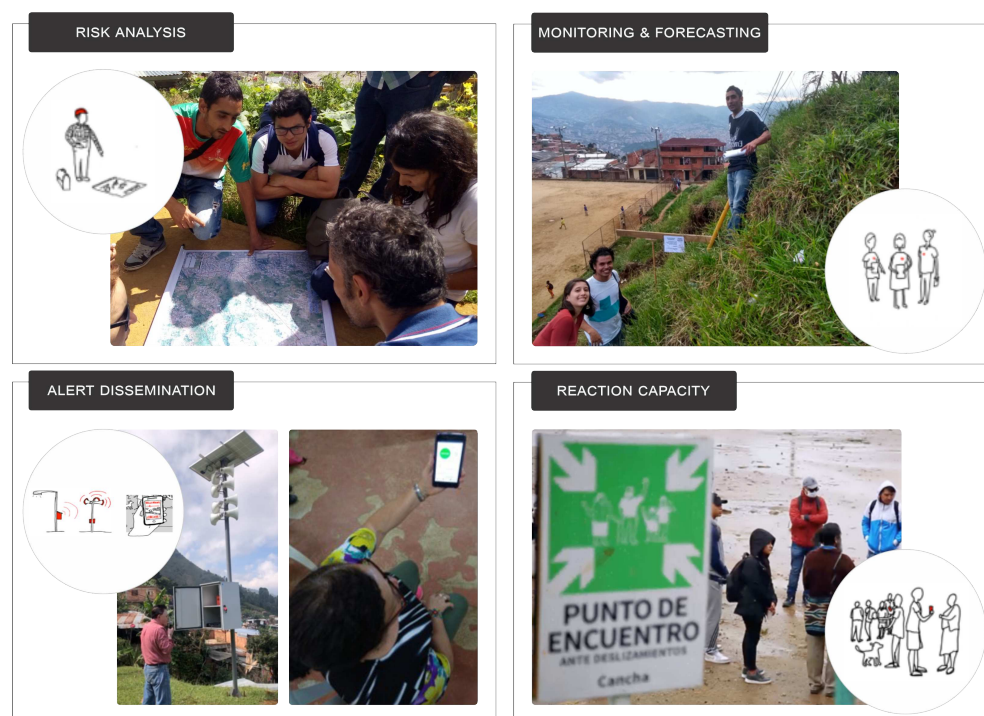 RISK ANALYSIS
MONITORING & FORECASTING
ALERT DISSEMINATION
REACTION CAPACITY
PUNTO DE
ENCUENTRO
ANTE DESLIZAMIENTOS
Cancha